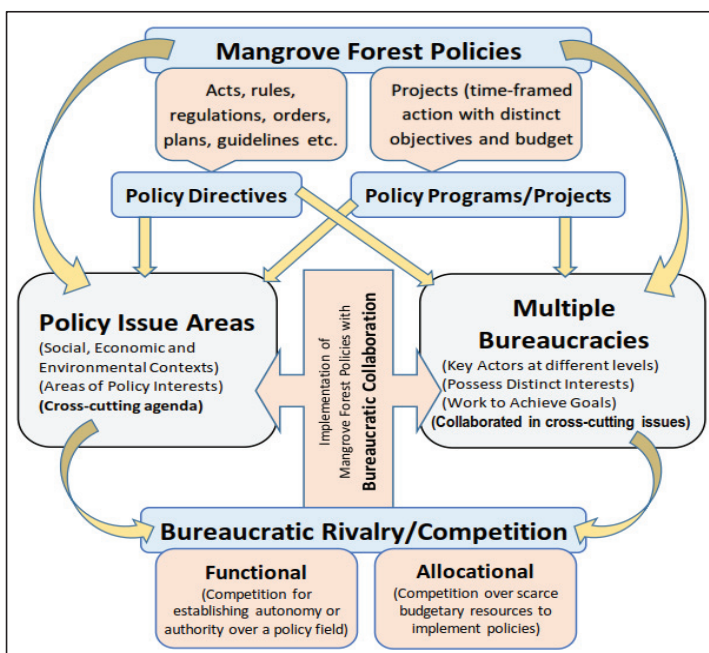 Mangrove Forest Policies
Acts, rules,
regulations, orders,
plans, guidelines etc.
Projects (time-framed
action with distinct
objectives and budget
Policy Directives
Policy Programs/Projects
Policy Issue Areas
(Social, Economic and
Environmental Contexts)
(Areas of Policy Interests)
(Cross-cutting agenda)
Implementation of
Mangrove Forest Policies with
Bureaucratic Collaboration
Multiple
Bureaucracies
(Key Actors at different levels)
(Possess Distinct Interests)
(Work to Achieve Goals)
(Collaborated in cross-cutting issues)
Bureaucratic Rivalry/Competition
Functional
(Competition for
establishing autonomy or
authority over a policy field)
Allocational
(Competition over scarce
budgetary resources to
implement policies)